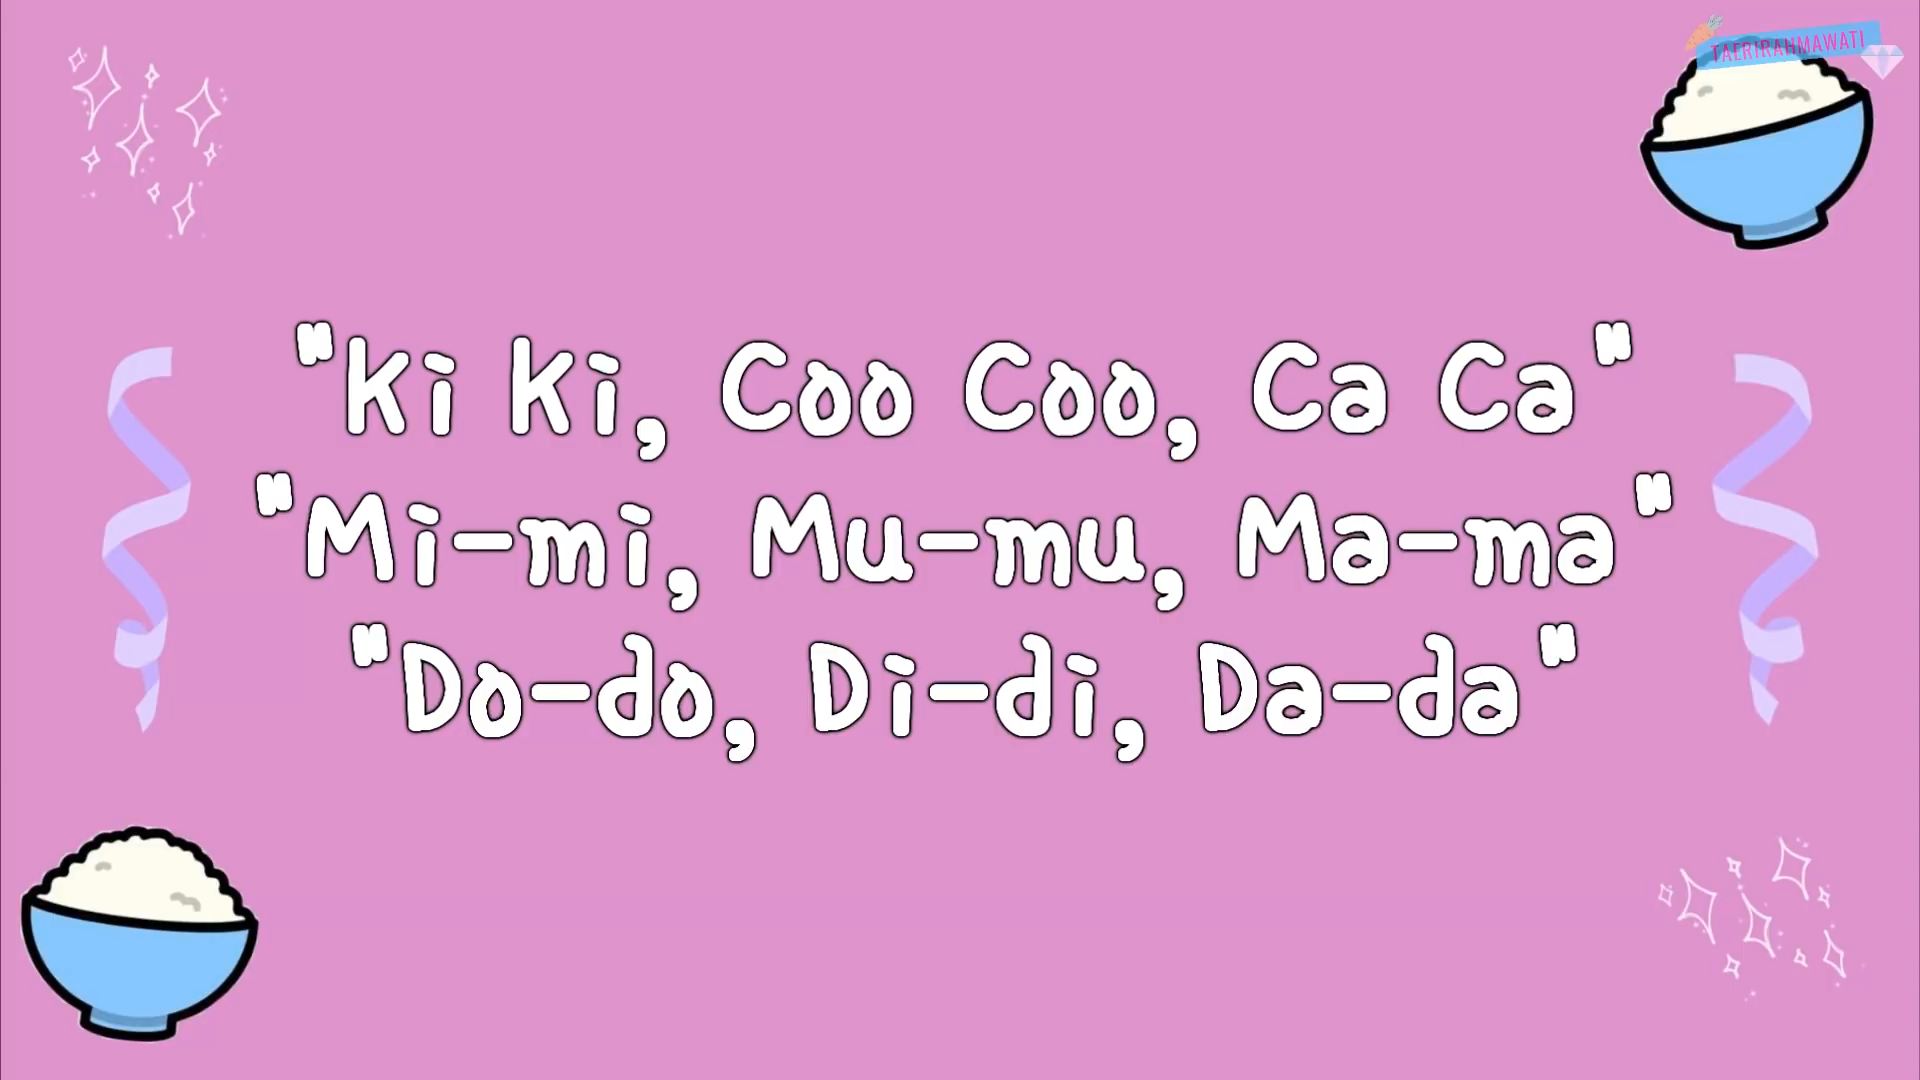 TAERIRAHMAWATI
"Ki Ki, Coo Coo, Ca Ca"
"Mi-mi, Mu-mu, Ma-ma"
"Do-do, Di-di, Da-da"